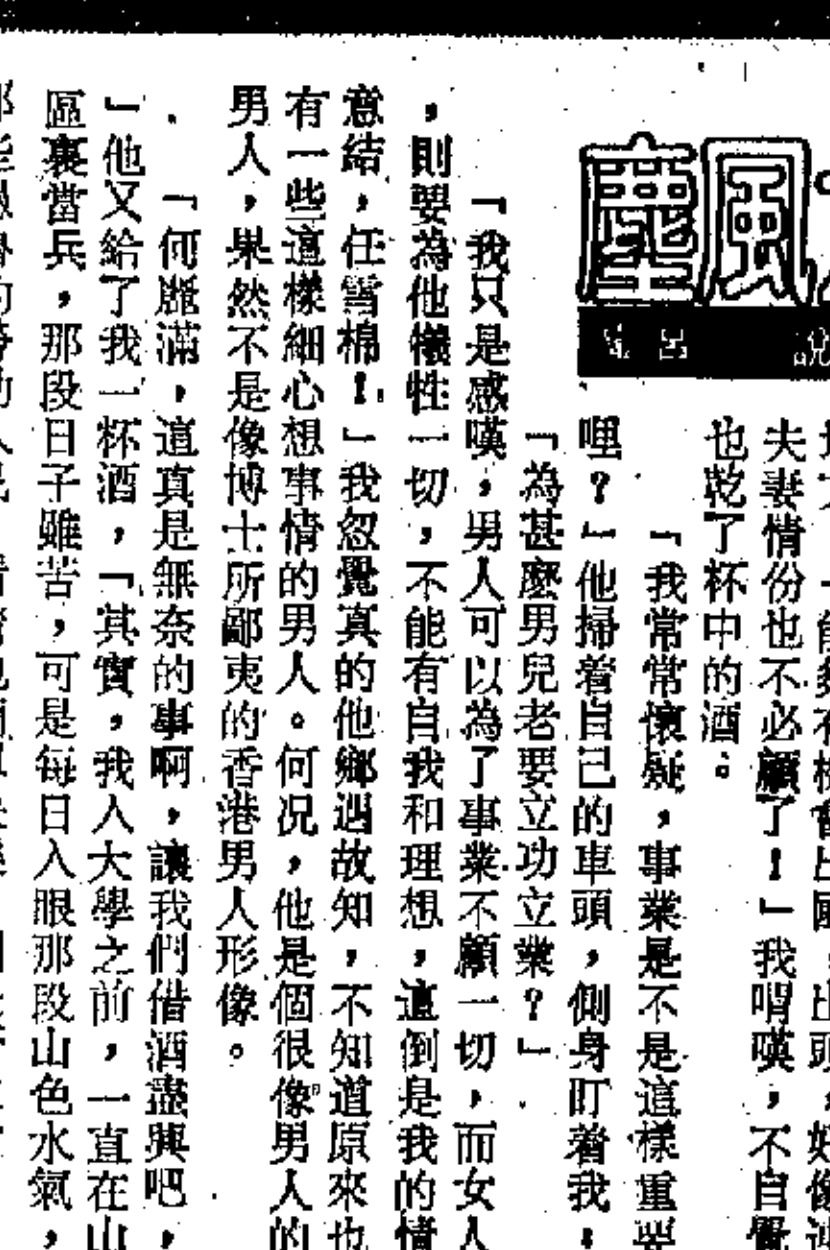 風塵
說
夫妻情份也不必顧了！」我喟嘆，不自覺
也乾了杯中的酒。
「我常常懷疑，事業是不是這樣重要
哩？」他掃着自己的車頭，側身盯着我：
「為甚麼男兒老要立功立業？」
「我只是感嘆，男人可以為了事業不顧一切，而女人
，則要為他犧牲一切，不能有自我和理想，這倒是我的情
意結，任雪棉！」我忽覺真的他鄉遇故知，不知道原來也
有一些這樣細心想事情的男人。何況，他是個很像男人的
男人，果然不是像博士所鄙夷的香港男人形像。
「何龎滿，這真是無奈的事啊，讓我們借酒盡興吧，
」他又給了我一杯酒，「其實，我入大學之前，一直在山
區裏當兵，那段日子雖苦，可是每日入眼那段山色水氣，